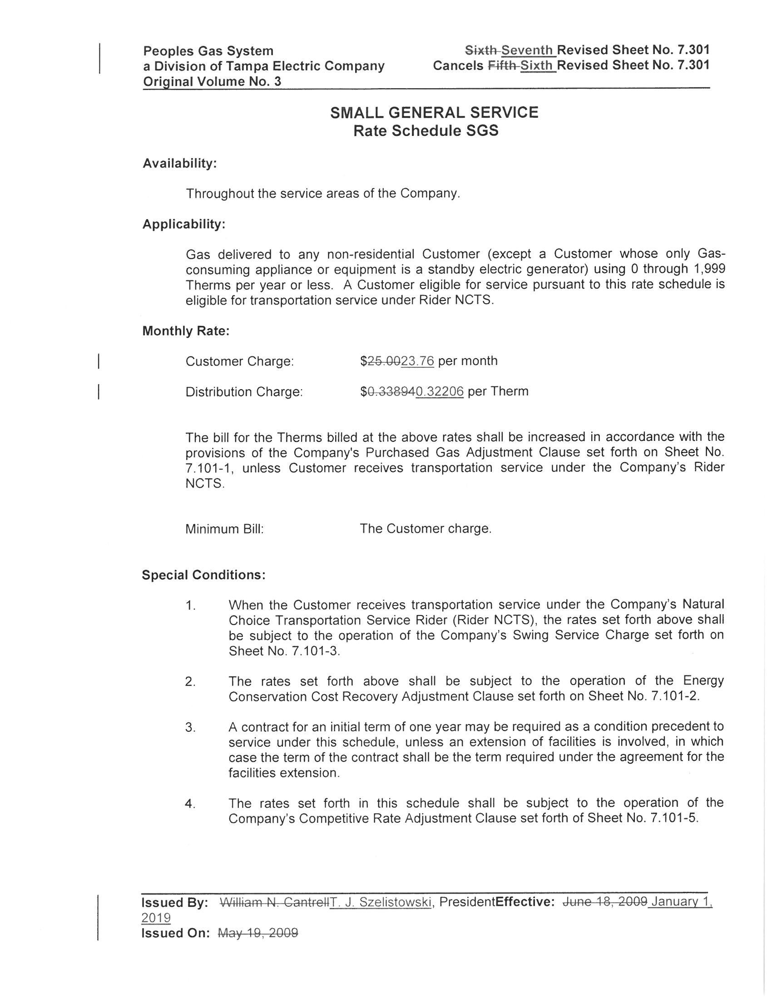 Peoples Gas System
a Division of Tampa Electric Company
Original Volume No. 3
Sixth Seventh Revised Sheet No. 7.301
Cancels Fifth Sixth Revised Sheet No. 7.301
SMALL GENERAL SERVICE
Rate Schedule SGS
Availability:
Throughout the service areas of the Company.
Applicability:
Gas delivered to any non-residential Customer (except a Customer whose only Gas-
consuming appliance or equipment is a standby electric generator) using 0 through 1,999
Therms per year or less. A Customer eligible for service pursuant to this rate schedule is
eligible for transportation service under Rider NCTS.
Monthly Rate:
Customer Charge: $25.0023.76 per month
Distribution Charge: $0.338940.32206 per Therm
The bill for the Therms billed at the above rates shall be increased in accordance with the
provisions of the Company's Purchased Gas Adjustment Clause set forth on Sheet No.
7.101-1, unless Customer receives transportation service under the Company's Rider
NCTS.
Minimum Bill: The Customer charge.
Special Conditions:
1. When the Customer receives transportation service under the Company's Natural
Choice Transportation Service Rider (Rider NCTS), the rates set forth above shall
be subject to the operation of the Company's Swing Service Charge set forth on
Sheet No. 7.101-3.
2. The rates set forth above shall be subject to the operation of the Energy
Conservation Cost Recovery Adjustment Clause set forth on Sheet No. 7.101-2.
3. A contract for an initial term of one year may be required as a condition precedent to
service under this schedule, unless an extension of facilities is involved, in which
case the term of the contract shall be the term required under the agreement for the
facilities extension.
4. The rates set forth in this schedule shall be subject to the operation of the
Company's Competitive Rate Adjustment Clause set forth of Sheet No. 7.101-5.
Issued By: William N. CantrellT. J. Szelistowski, PresidentEffective: June 18, 2009 January 1,
2019
Issued On: May 19, 2009